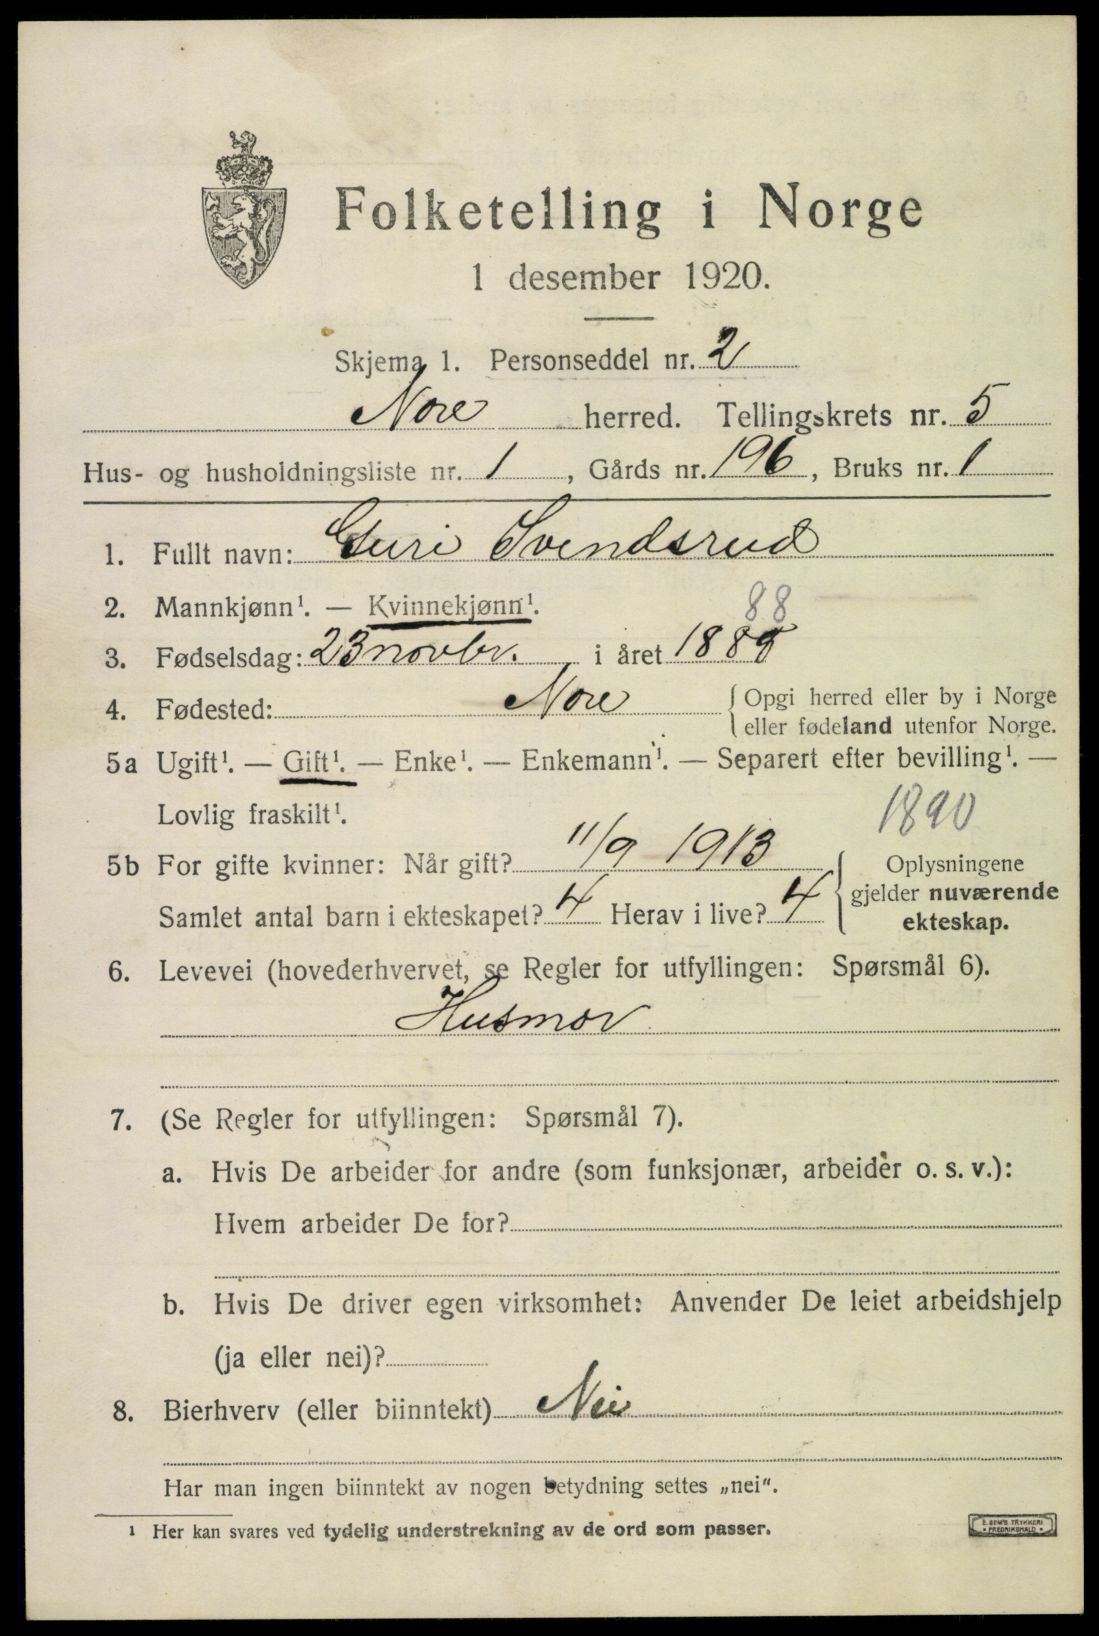 Folketelling i Norge
1 desember 1920.
Skjema 1. Personseddel nr. 2
Nore herred. Tellingskrets nr. 5
Hus- og husholdningsliste nr. 1, Gårds nr. 196, Bruks nr. 1
1. Fullt navn: Guri Svendsrud
2. Mannkjønn¹. — Kvinnekjønn¹.
88
3. Fødselsdag: 23 novbr. i året 1888
4. Fødested: Nore { Opgi herred eller by i Norge
eller fødeland utenfor Norge.
5a Ugift¹. — Gift¹. — Enke¹. — Enkemann¹. — Separert efter bevilling¹. —
Lovlig fraskilt¹.
1890
5b For gifte kvinner: Når gift? 11/9 1913 { Oplysningene
gjelder nuværende
Samlet antal barn i ekteskapet? 4 Herav i live? 4 ekteskap.
6. Levevei (hovederhvervet, se Regler for utfyllingen: Spørsmål 6).
Husmor
7. (Se Regler for utfyllingen: Spørsmål 7).
a. Hvis De arbeider for andre (som funksjonær, arbeider o. s. v.):
Hvem arbeider De for?
b. Hvis De driver egen virksomhet: Anvender De leiet arbeidshjelp
(ja eller nei)?
8. Bierhverv (eller biinntekt) Nei
Har man ingen biinntekt av nogen betydning settes „nei“.
¹ Her kan svares ved tydelig understrekning av de ord som passer.
E. SEM'S TRYKKERI
FREDRIKSHALD